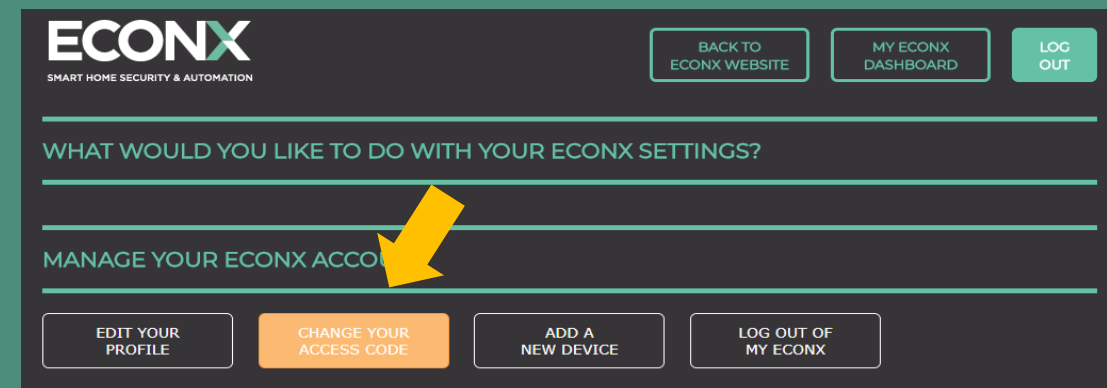 ECONX
SMART HOME SECURITY & AUTOMATION
BACK TO
ECONX WEBSITE
MY ECONX
DASHBOARD
LOG
OUT
WHAT WOULD YOU LIKE TO DO WITH YOUR ECONX SETTINGS?
MANAGE YOUR ECONX
EDIT YOUR
PROFILE
CHANGE YOUR
ACCESS CODE
ADD A
NEW DEVICE
LOG OUT OF
MY ECONX